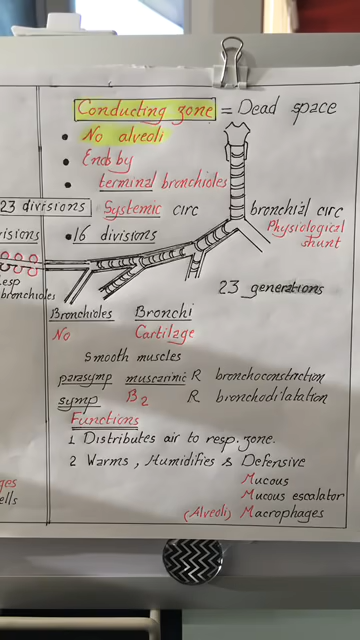 Conducting zone = Dead space
• No alveoli
• Ends by
• terminal bronchioles
23 divisions Systemic circ bronchial circ
Physiological shunt
visions • 16 divisions
resp
bronchioles
23 generations
Bronchioles Bronchi
No Cartilage
Smooth muscles
parasymp muscarinic R bronchoconstriction
symp B2 R bronchodilatation
Functions
1 Distributes air to resp. zone.
2 Warms, Humidifies & Defensive
Mucous
Mucous escalator
(Alveoli) Macrophages
ges
ells